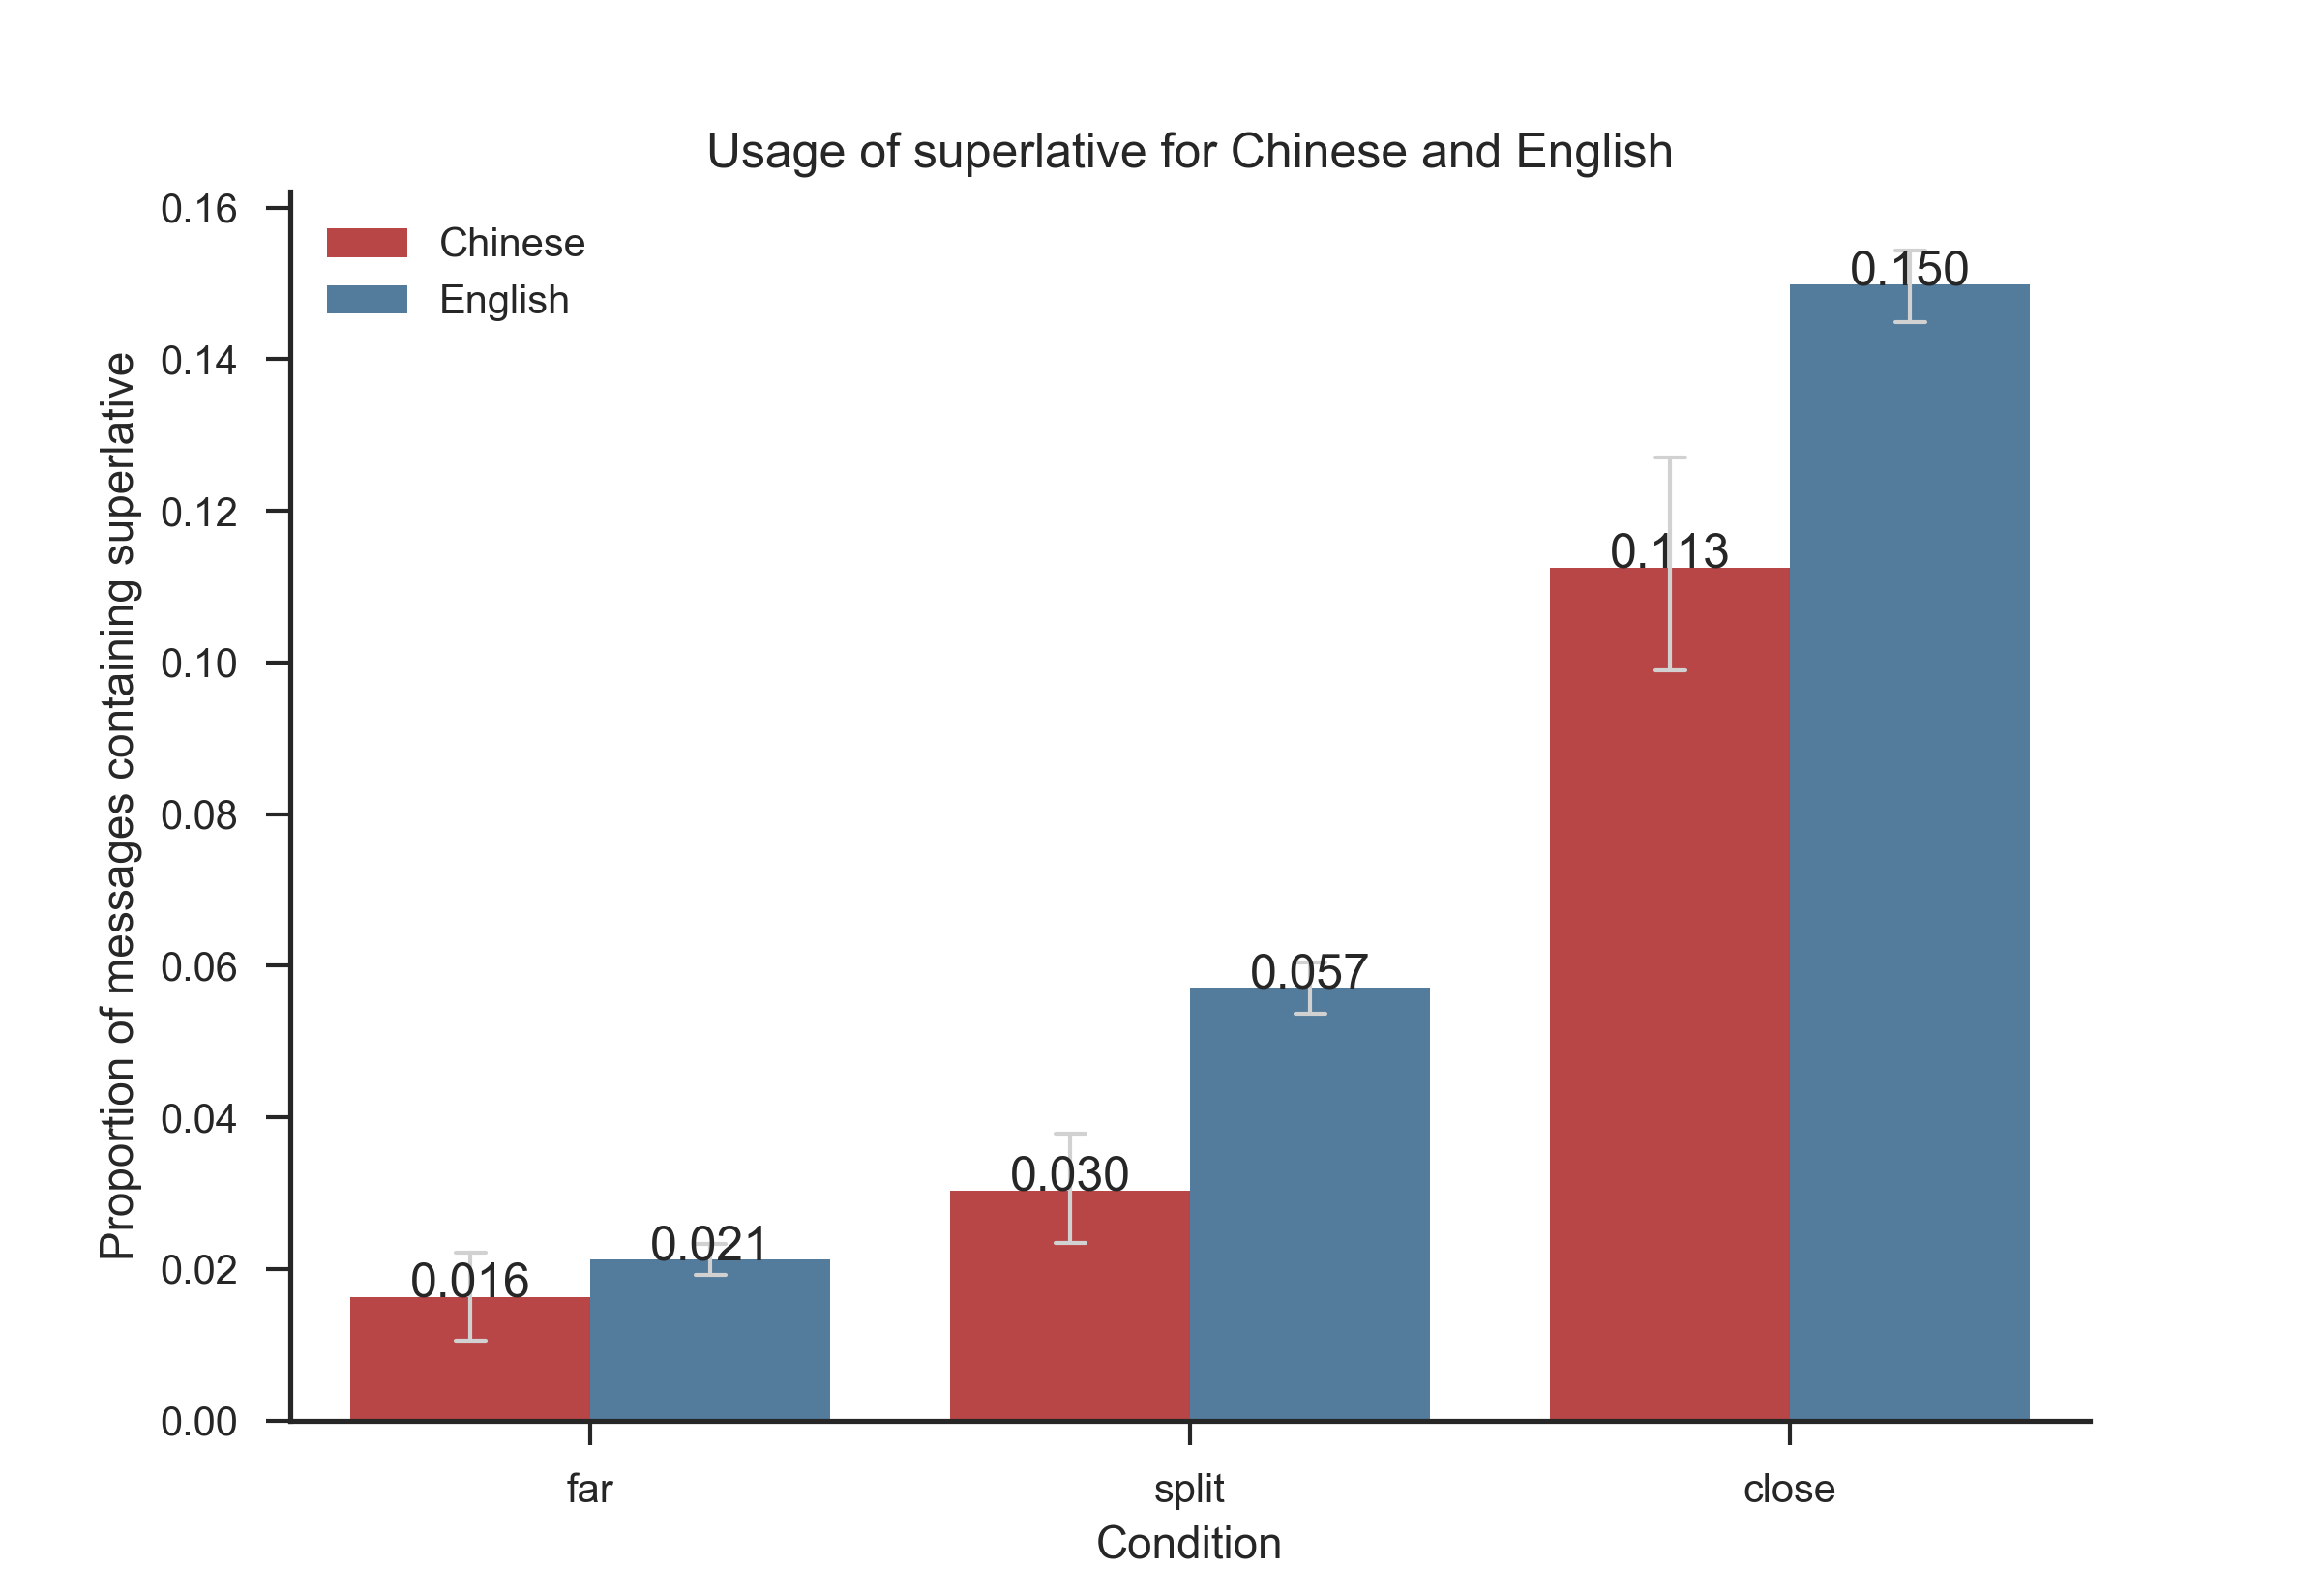 Usage of superlative for Chinese and English
Proportion of messages containing superlative
0.16
0.14
0.12
0.10
0.08
0.06
0.04
0.02
0.00
Chinese
English
0.016
0.021
0.030
0.057
0.113
0.150
far
split
close
Condition